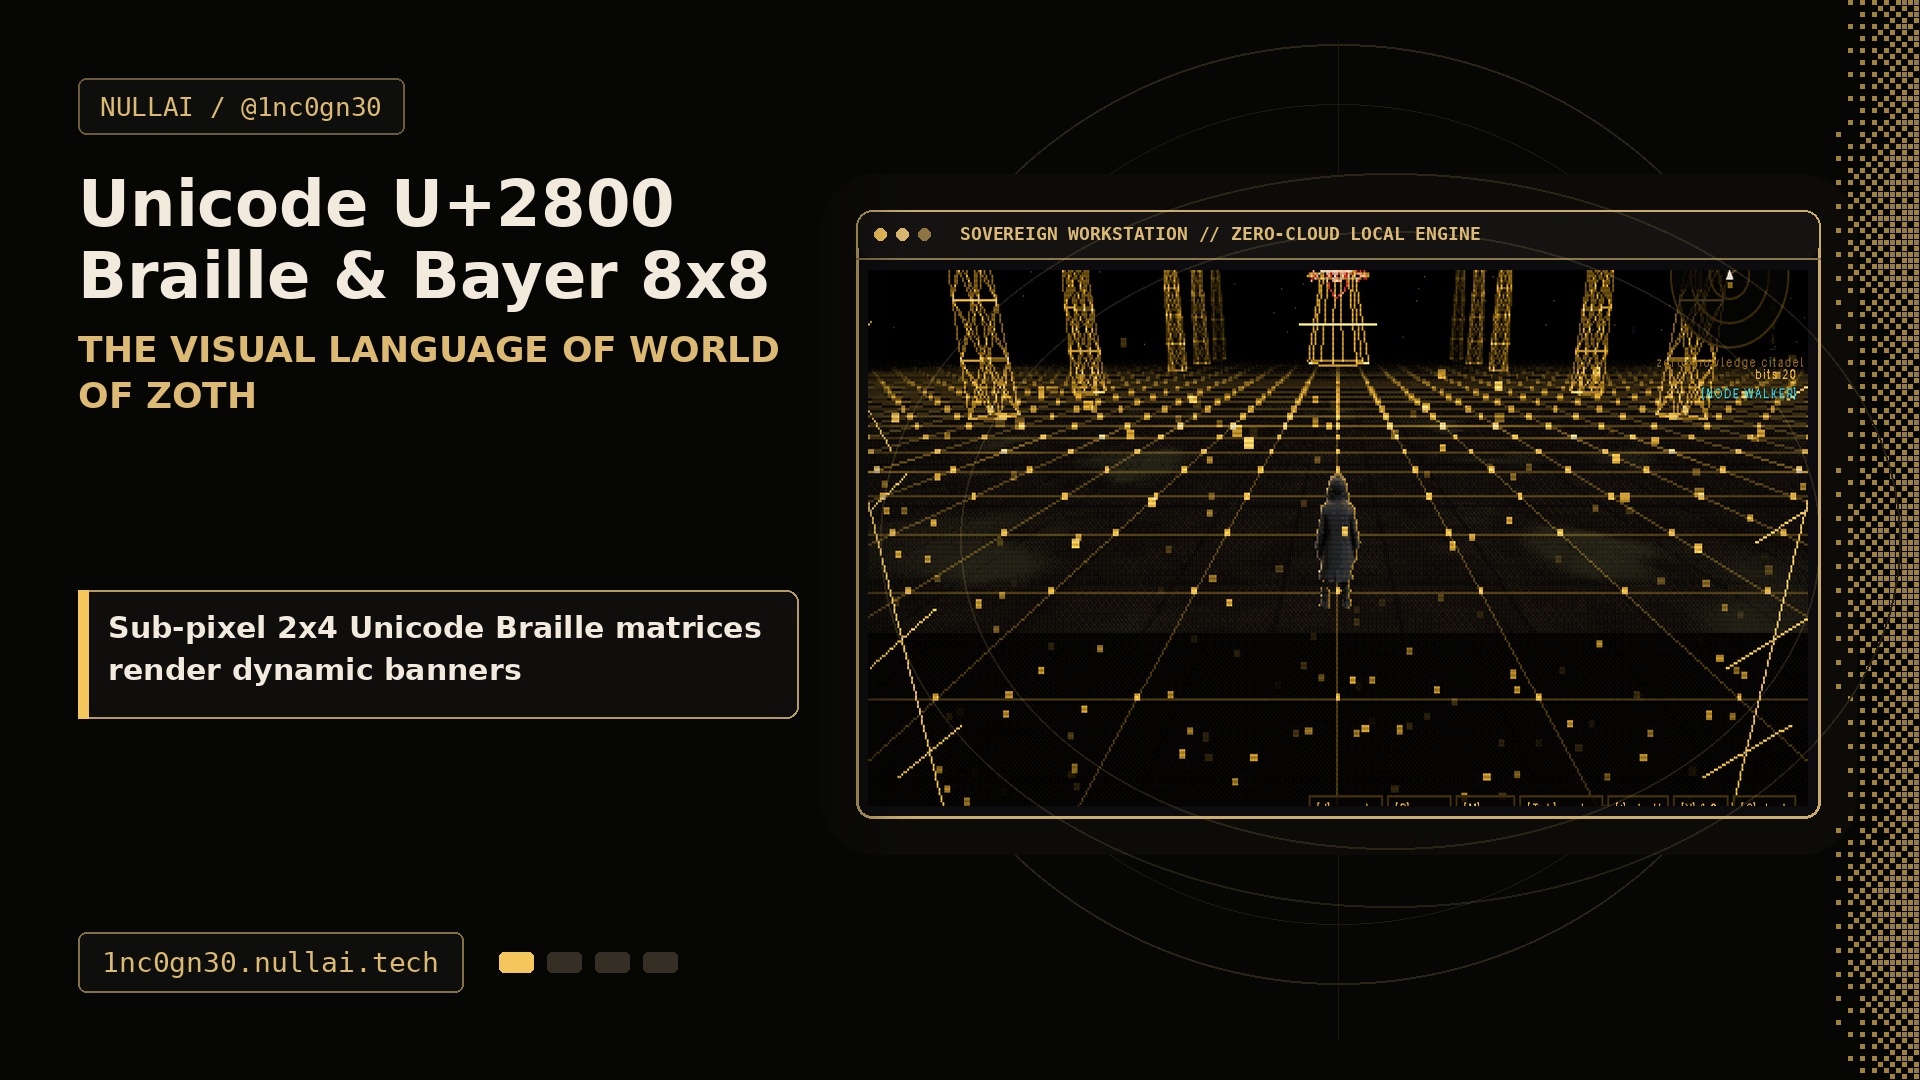 NULLAI / @1nc0gn30
Unicode U+2800
Braille & Bayer 8x8
THE VISUAL LANGUAGE OF WORLD
OF ZOTH
Sub-pixel 2x4 Unicode Braille matrices
render dynamic banners
1nc0gn30.nullai.tech
SOVEREIGN WORKSTATION // ZERO-CLOUD LOCAL ENGINE
citadel
bits 20
[NODE WALKER]